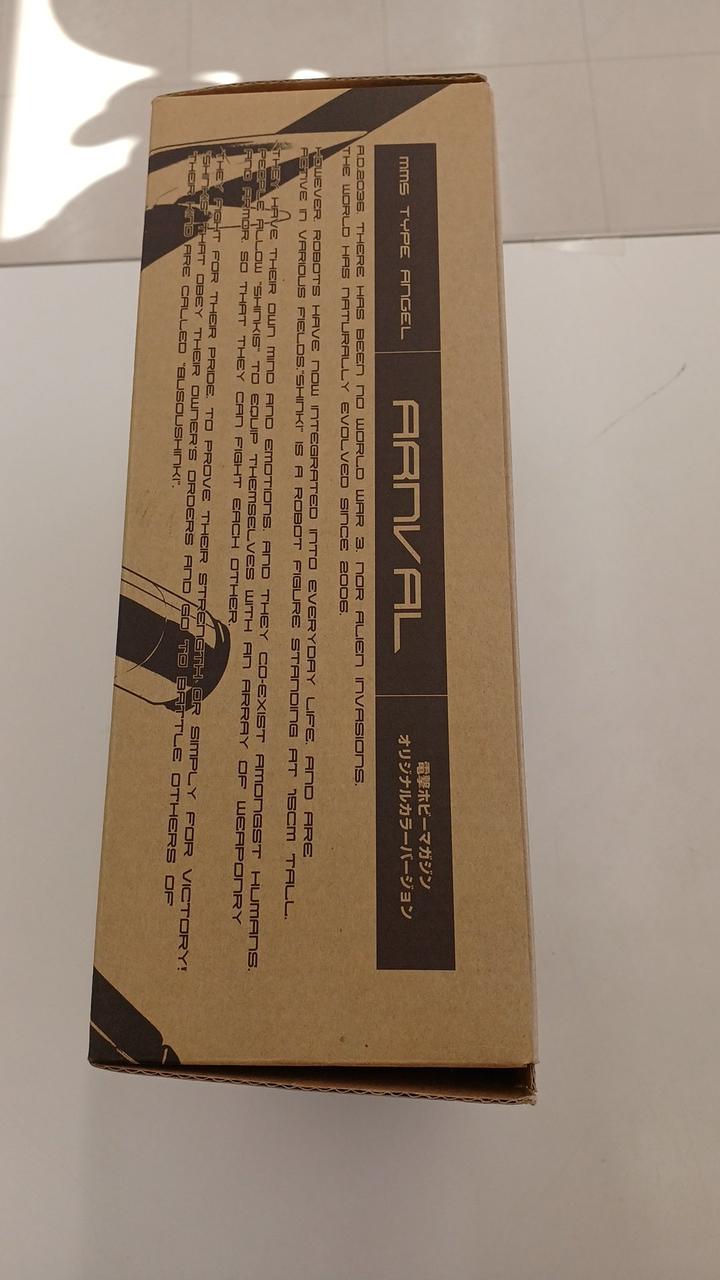 MMS TYPE ANGEL
ARNVAL
電撃ホビーマガジン
オリジナルカラーバージョン
A.D.2036. THERE HAS BEEN NO WORLD WAR 3. NOR ALIEN INVASIONS.
THE WORLD HAS NATURALLY EVOLVED SINCE 2006.
HOWEVER, ROBOTS HAVE NOW INTEGRATED INTO EVERYDAY LIFE. AND ARE
ACTIVE IN VARIOUS FIELDS."SHINKI" IS A ROBOT FIGURE STANDING AT 15CM TALL.
THEY HAVE THEIR OWN MIND AND EMOTIONS. AND THEY CO-EXIST AMONGST HUMANS.
PEOPLE ALLOW "SHINKIS" TO EQUIP THEMSELVES WITH AN ARRAY OF WEAPONRY
AND ARMOR SO THAT THEY CAN FIGHT EACH OTHER.
THEY FIGHT FOR THEIR PRIDE. TO PROVE THEIR STRENGTH. OR SIMPLY FOR VICTORY!
"SHINKIS" THAT OBEY THEIR OWNER'S ORDERS AND GO TO BATTLE OTHERS OF
THEIR KIND ARE CALLED "BUSOUSHINKI".